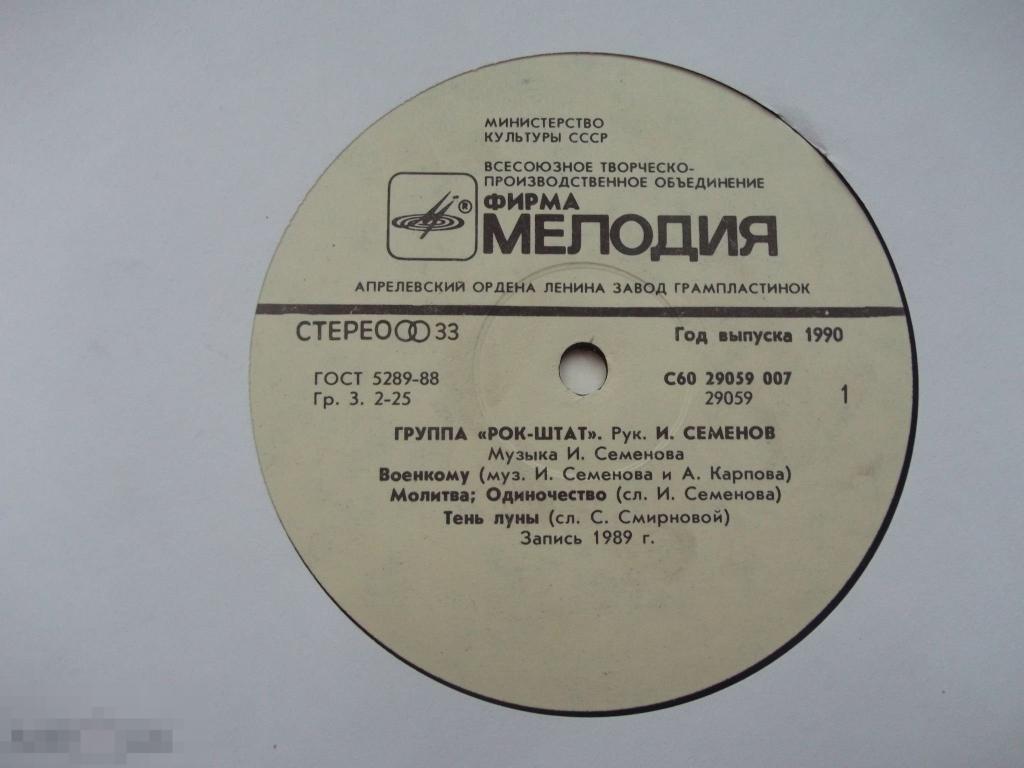 МИНИСТЕРСТВО
КУЛЬТУРЫ СССР
ВСЕСОЮЗНОЕ ТВОРЧЕСКО-
ПРОИЗВОДСТВЕННОЕ ОБЪЕДИНЕНИЕ
®
ФИРМА
МЕЛОДИЯ
АПРЕЛЕВСКИЙ ОРДЕНА ЛЕНИНА ЗАВОД ГРАМПЛАСТИНОК
СТЕРЕО 33 Год выпуска 1990
ГОСТ 5289-88 С60 29059 007
Гр. 3. 2-25 29059 1
ГРУППА «РОК-ШТАТ». Рук. И. СЕМЕНОВ
Музыка И. Семенова
Военкому (муз. И. Семенова и А. Карпова)
Молитва; Одиночество (сл. И. Семенова)
Тень луны (сл. С. Смирновой)
Запись 1989 г.